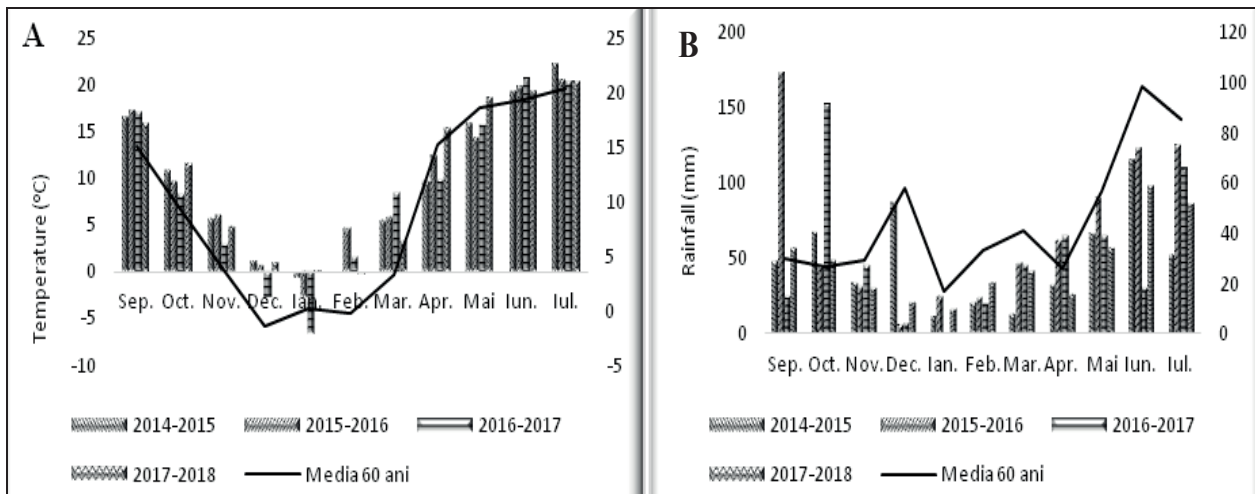 A
B
Temperature (°C)
25
20
15
10
5
0
-5
-10
Sep. Oct. Nov. Dec. Ian. Feb. Mar. Apr. Mai Iun. Iul.
25
20
15
10
5
0
-5
2014-2015 2015-2016 2016-2017
2017-2018 Media 60 ani
Rainfall (mm)
200
150
100
50
0
Sep. Oct. Nov. Dec. Ian. Feb. Mar. Apr. Mai Iun. Iul.
120
100
80
60
40
20
0
2014-2015 2015-2016 2016-2017
2017-2018 Media 60 ani